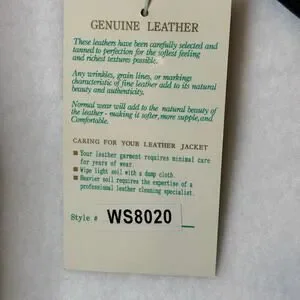 GENUINE LEATHER
These leathers have been carefully selected and
tanned to perfection for the softest feeling
and richest textures possible.
Any wrinkles, grain lines, or markings
characteristic of fine leather add to its natural
beauty and authenticity.
Normal wear will add to the natural beauty of
the leather - making it softer, more supple, and
Comfortable.
CARING FOR YOUR LEATHER JACKET
■ Your leather garment requires minimal care
for years of wear.
■ Wipe light soil with a damp cloth.
■ Heavier soil requires the expertise of a
professional leather cleaning specialist.
Style # WS8020